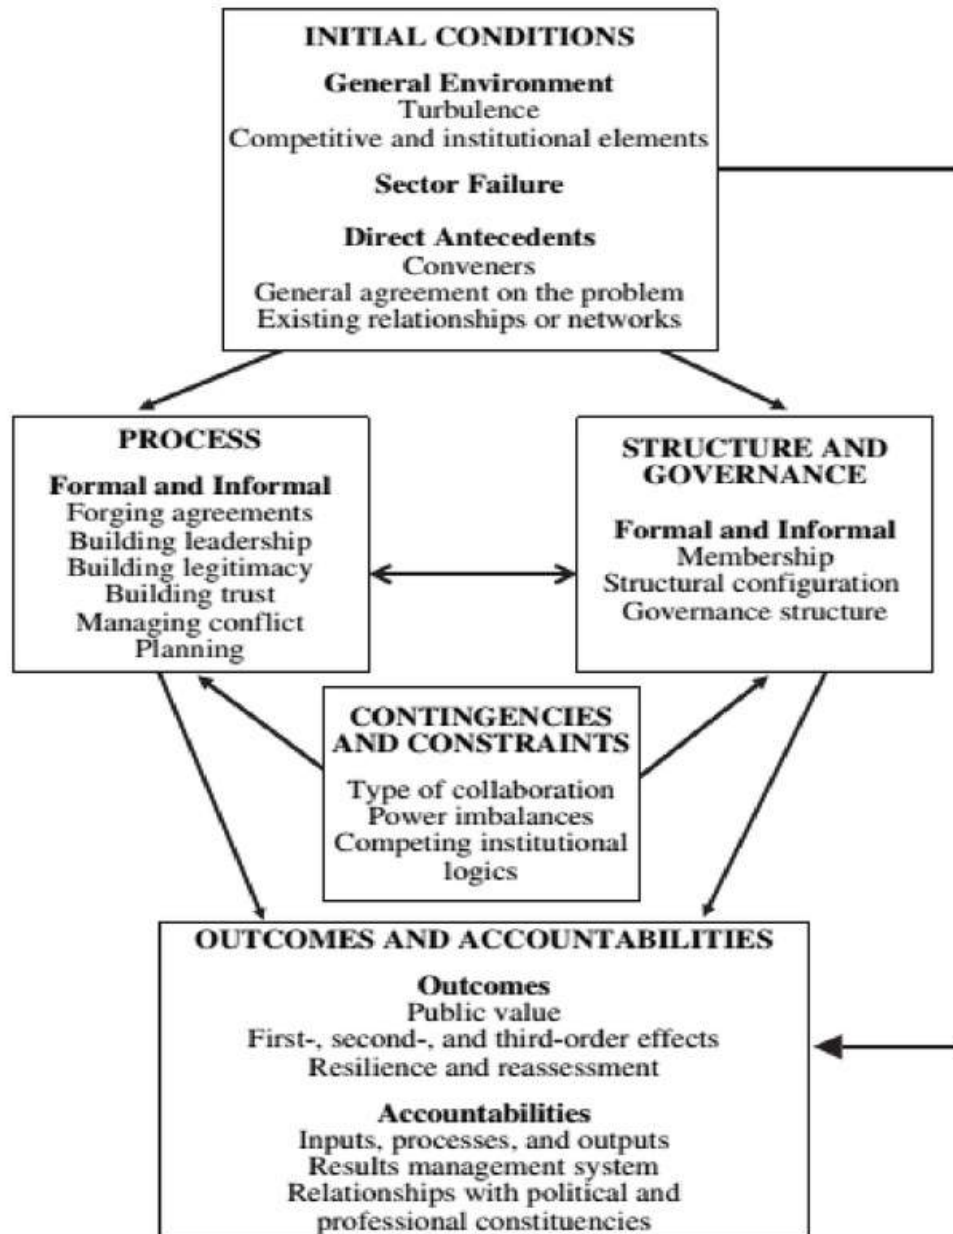 INITIAL CONDITIONS
General Environment
Turbulence
Competitive and institutional elements
Sector Failure
Direct Antecedents
Conveners
General agreement on the problem
Existing relationships or networks
PROCESS
Formal and Informal
Forging agreements
Building leadership
Building legitimacy
Building trust
Managing conflict
Planning
STRUCTURE AND
GOVERNANCE
Formal and Informal
Membership
Structural configuration
Governance structure
CONTINGENCIES
AND CONSTRAINTS
Type of collaboration
Power imbalances
Competing institutional
logics
OUTCOMES AND ACCOUNTABILITIES
Outcomes
Public value
First-, second-, and third-order effects
Resilience and reassessment
Accountabilities
Inputs, processes, and outputs
Results management system
Relationships with political and
professional constituencies